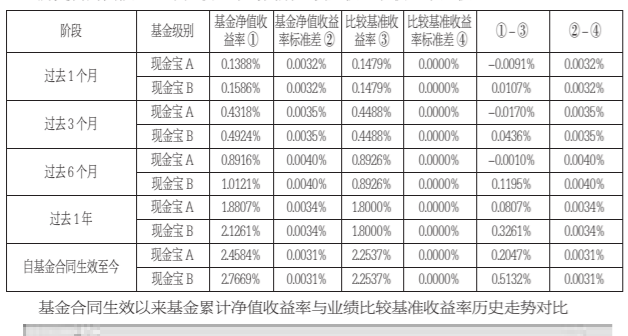 阶段 基金级别 基金净值收益率① 基金净值收益率标准差② 比较基准收益率③ 比较基准收益率标准差④ ①-③ ②-④
过去1个月 现金宝A 0.1388% 0.0032% 0.1479% 0.0000% -0.0091% 0.0032%
现金宝B 0.1586% 0.0032% 0.1479% 0.0000% 0.0107% 0.0032%
过去3个月 现金宝A 0.4318% 0.0035% 0.4488% 0.0000% -0.0170% 0.0035%
现金宝B 0.4924% 0.0035% 0.4488% 0.0000% 0.0436% 0.0035%
过去6个月 现金宝A 0.8916% 0.0040% 0.8926% 0.0000% -0.0010% 0.0040%
现金宝B 1.0121% 0.0040% 0.8926% 0.0000% 0.1195% 0.0040%
过去1年 现金宝A 1.8807% 0.0034% 1.8000% 0.0000% 0.0807% 0.0034%
现金宝B 2.1261% 0.0034% 1.8000% 0.0000% 0.3261% 0.0034%
自基金合同生效至今 现金宝A 2.4584% 0.0031% 2.2537% 0.0000% 0.2047% 0.0031%
现金宝B 2.7669% 0.0031% 2.2537% 0.0000% 0.5132% 0.0031%
基金合同生效以来基金累计净值收益率与业绩比较基准收益率历史走势对比